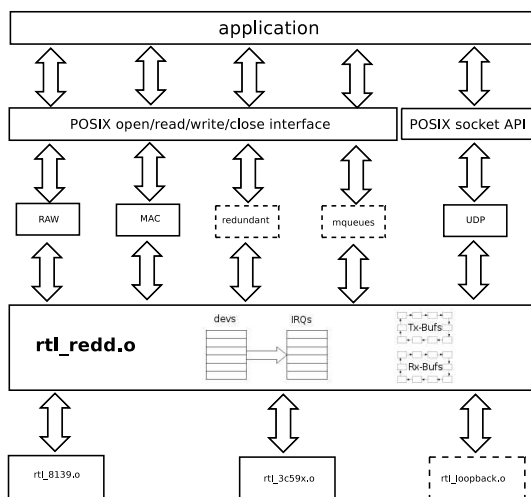 application
POSIX open/read/write/close interface
POSIX socket API
RAW
MAC
redundant
mqueues
UDP
rtl_redd.o
devs
IRQs
Tx-Bufs
Rx-Bufs
rtl_8139.o
rtl_3c59x.o
rtl_loopback.o